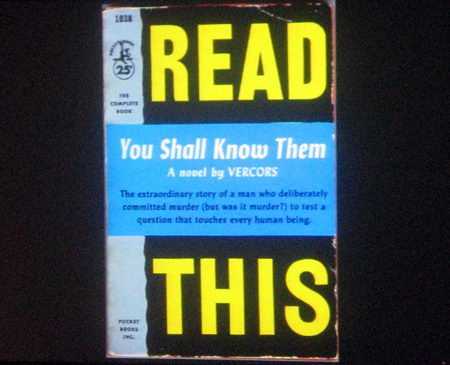 1038
READ
25¢
THE
COMPLETE
BOOK
You Shall Know Them
A novel by VERCORS
The extraordinary story of a man who deliberately
committed murder (but was it murder?) to test a
question that touches every human being.
THIS
POCKET
BOOKS
INC.